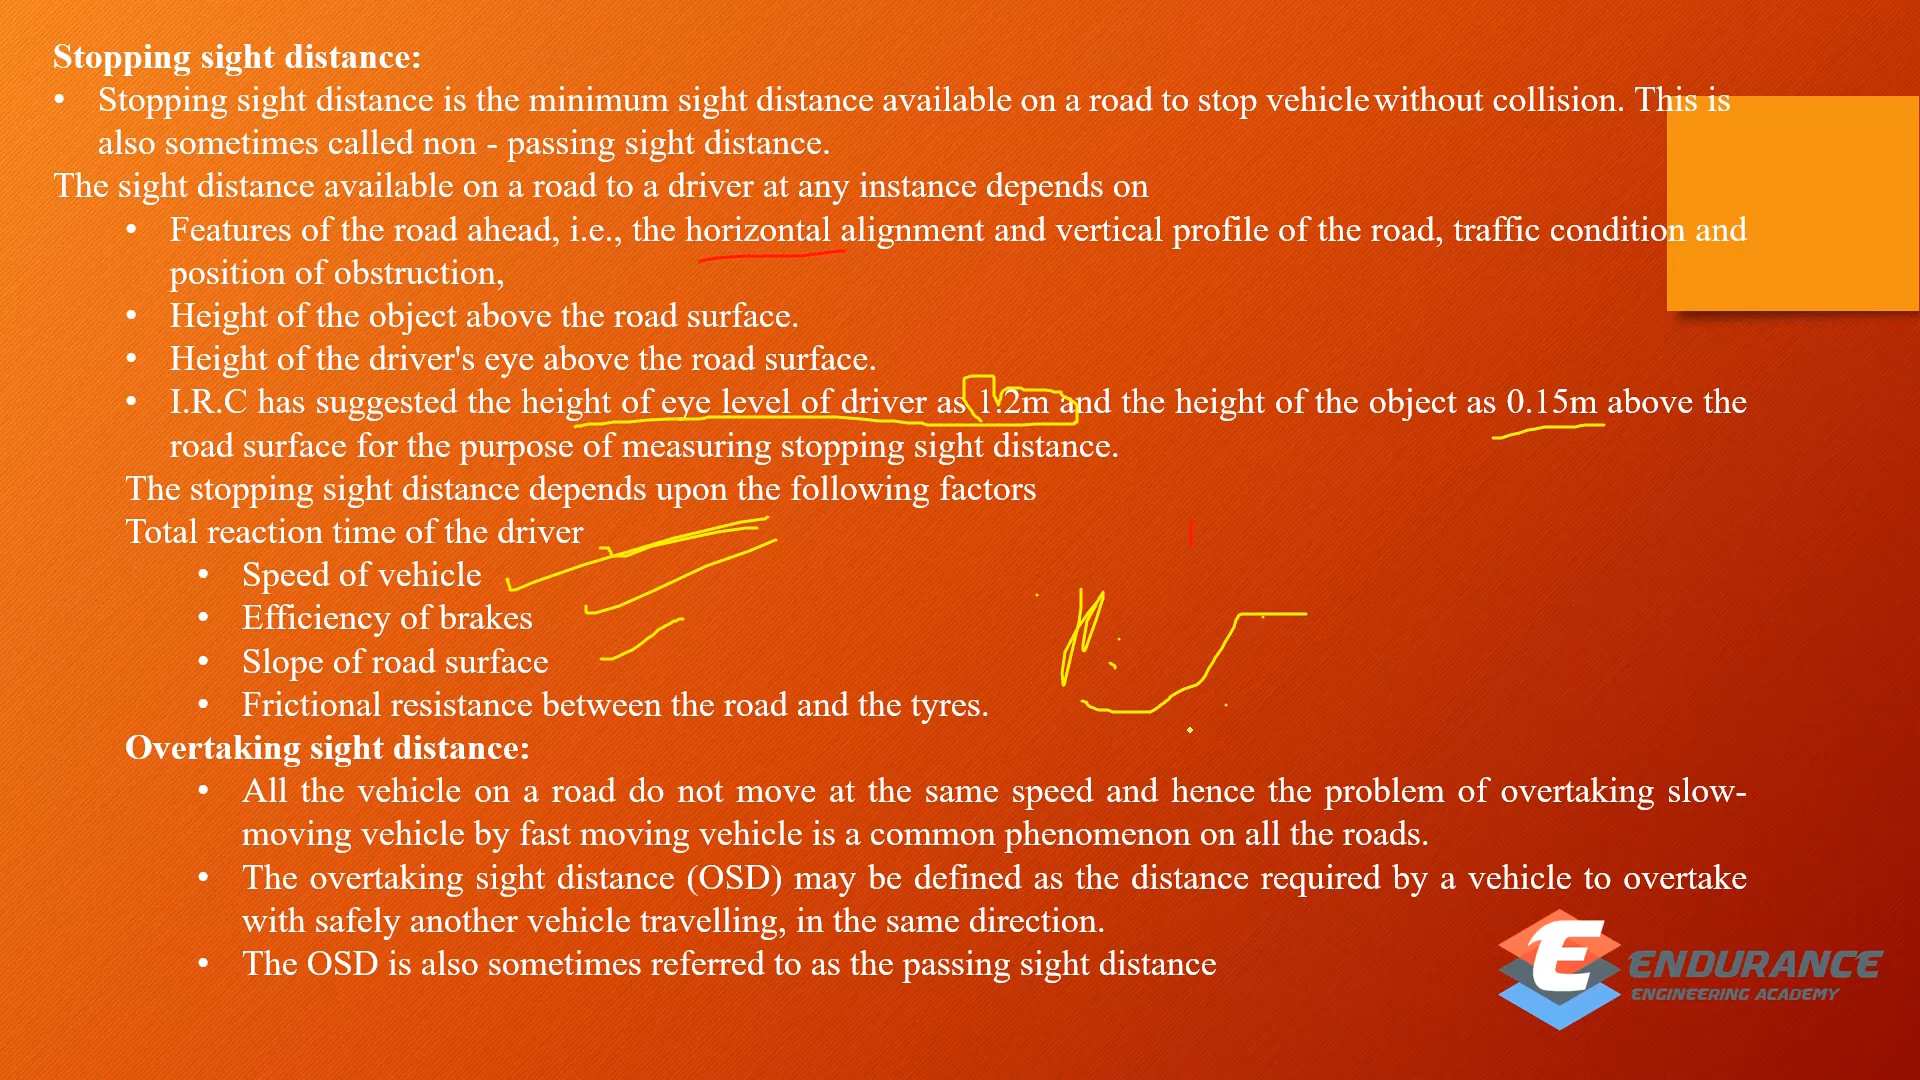 Stopping sight distance:
• Stopping sight distance is the minimum sight distance available on a road to stop vehicle without collision. This is
also sometimes called non - passing sight distance.
The sight distance available on a road to a driver at any instance depends on
• Features of the road ahead, i.e., the horizontal alignment and vertical profile of the road, traffic condition and
position of obstruction,
• Height of the object above the road surface.
• Height of the driver's eye above the road surface.
• I.R.C has suggested the height of eye level of driver as 1.2m and the height of the object as 0.15m above the
road surface for the purpose of measuring stopping sight distance.
The stopping sight distance depends upon the following factors
Total reaction time of the driver
• Speed of vehicle
• Efficiency of brakes
• Slope of road surface
• Frictional resistance between the road and the tyres.
Overtaking sight distance:
• All the vehicle on a road do not move at the same speed and hence the problem of overtaking slow-
moving vehicle by fast moving vehicle is a common phenomenon on all the roads.
• The overtaking sight distance (OSD) may be defined as the distance required by a vehicle to overtake
with safely another vehicle travelling, in the same direction.
• The OSD is also sometimes referred to as the passing sight distance
E ENDURANCE
ENGINEERING ACADEMY